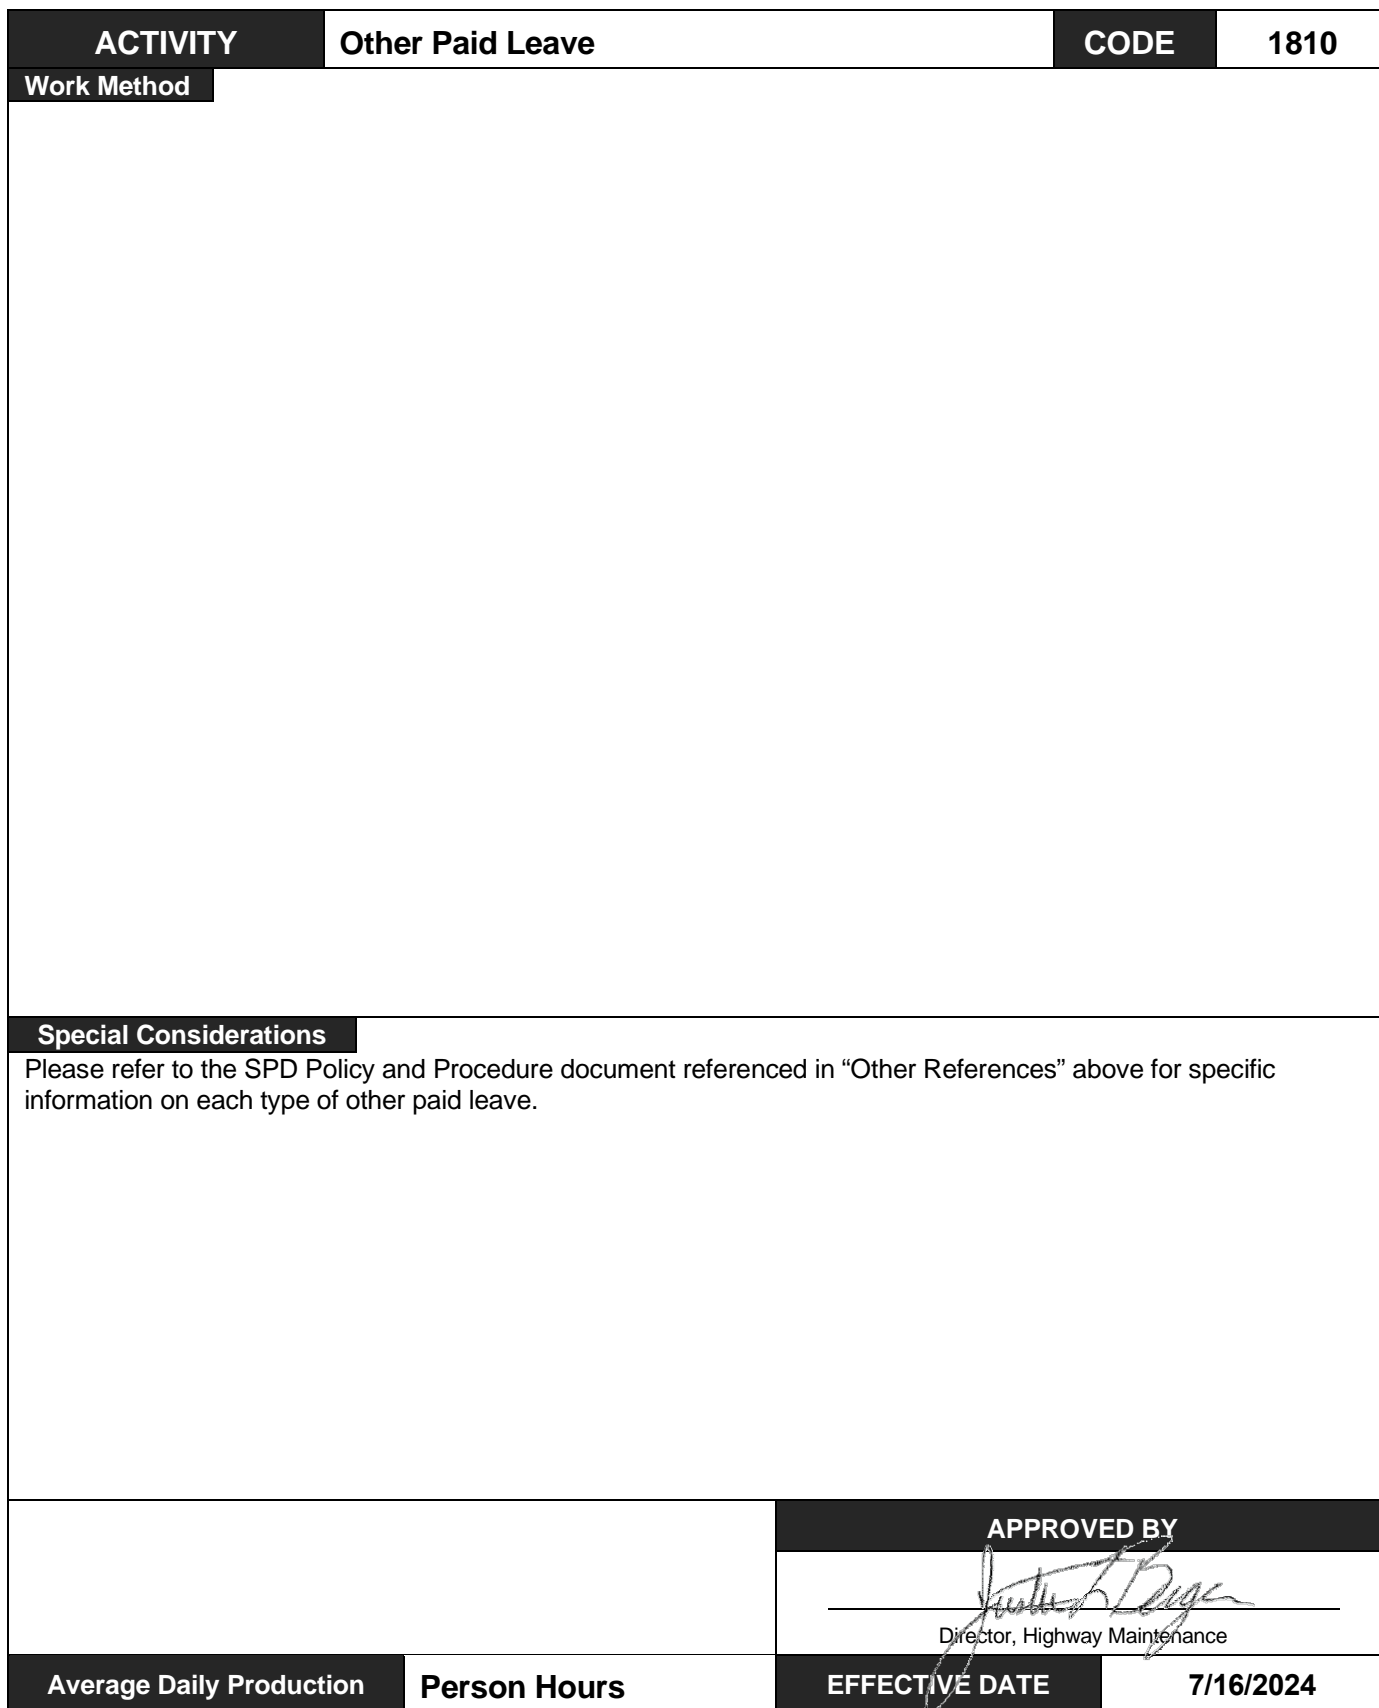 ACTIVITY Other Paid Leave CODE 1810
Work Method
Special Considerations
Please refer to the SPD Policy and Procedure document referenced in “Other References” above for specific
information on each type of other paid leave.
APPROVED BY
Director, Highway Maintenance
Average Daily Production Person Hours EFFECTIVE DATE 7/16/2024